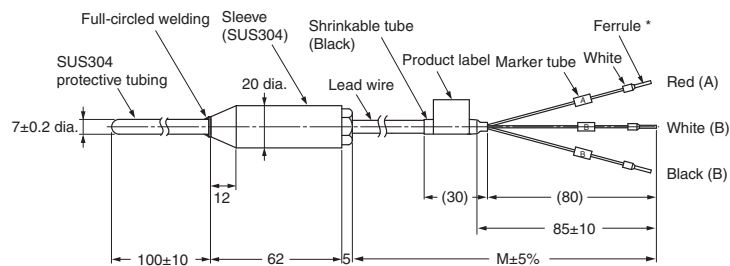 Full-circled welding
Sleeve
(SUS304)
Shrinkable tube
(Black)
Ferrule *
SUS304
protective tubing
20 dia.
Lead wire
Product label
Marker tube
White
Red (A)
A
7±0.2 dia.
B
White (B)
B
Black (B)
12
(30)
(80)
85±10
100±10
62
5
M±5%